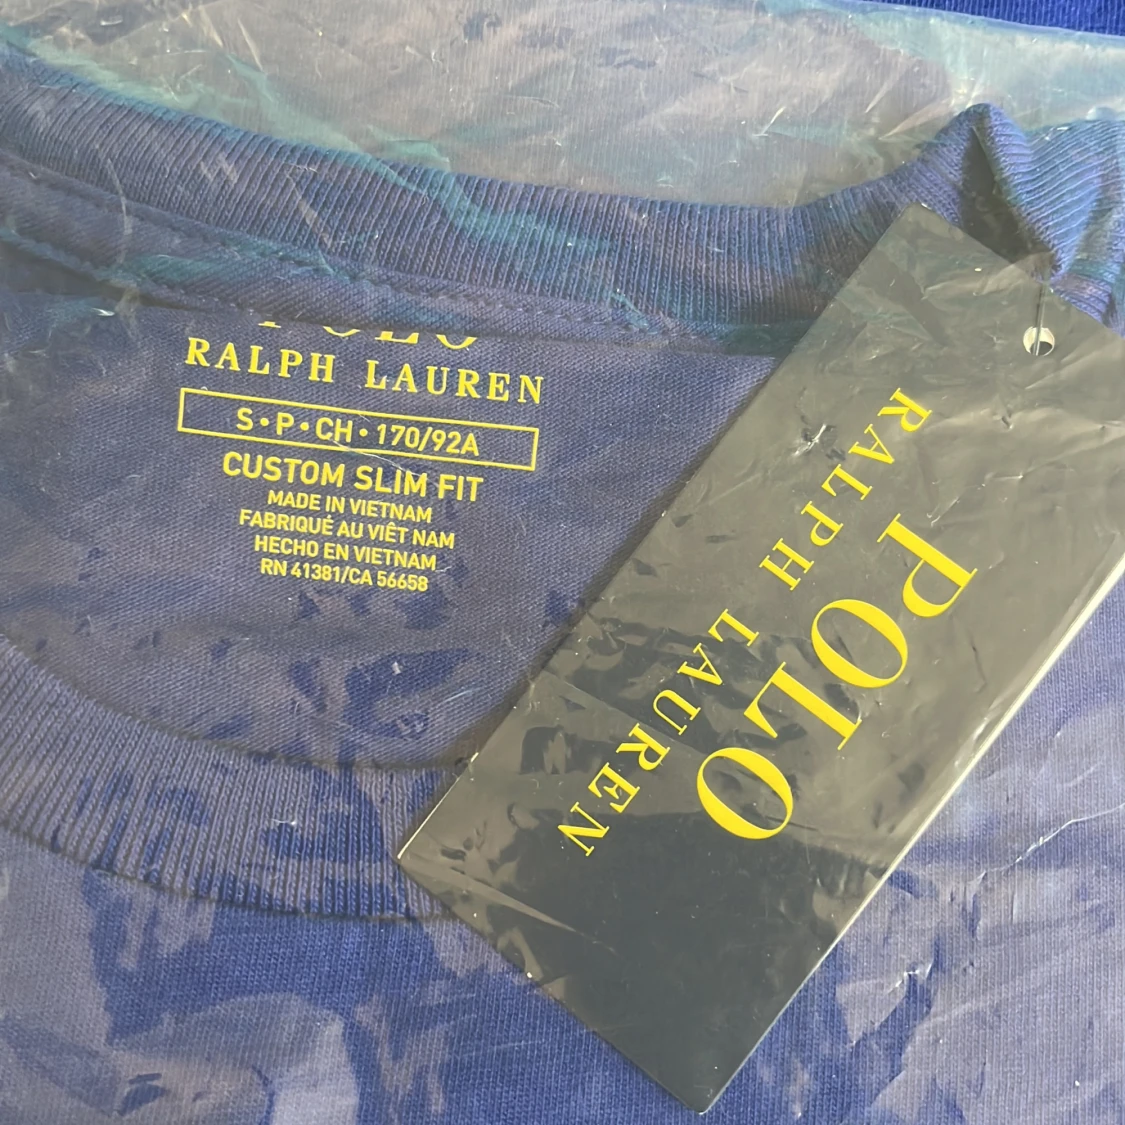 POLO
RALPH LAUREN
S•P•CH•170/92A
CUSTOM SLIM FIT
MADE IN VIETNAM
FABRIQUÉ AU VIÊT NAM
HECHO EN VIETNAM
RN 41381/CA 56658
POLO
RALPH LAUREN